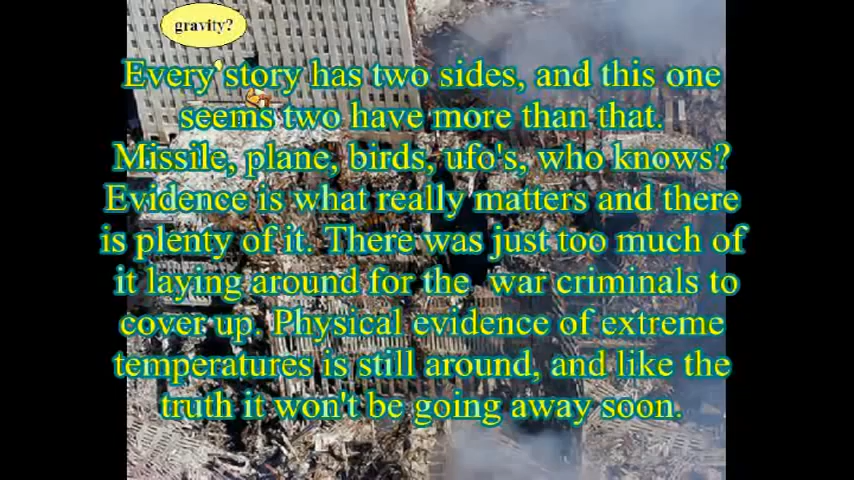 gravity?
Every story has two sides, and this one
seems two have more than that.
Missile, plane, birds, ufo's, who knows?
Evidence is what really matters and there
is plenty of it. There was just too much of
it laying around for the war criminals to
cover up. Physical evidence of extreme
temperatures is still around, and like the
truth it won't be going away soon.